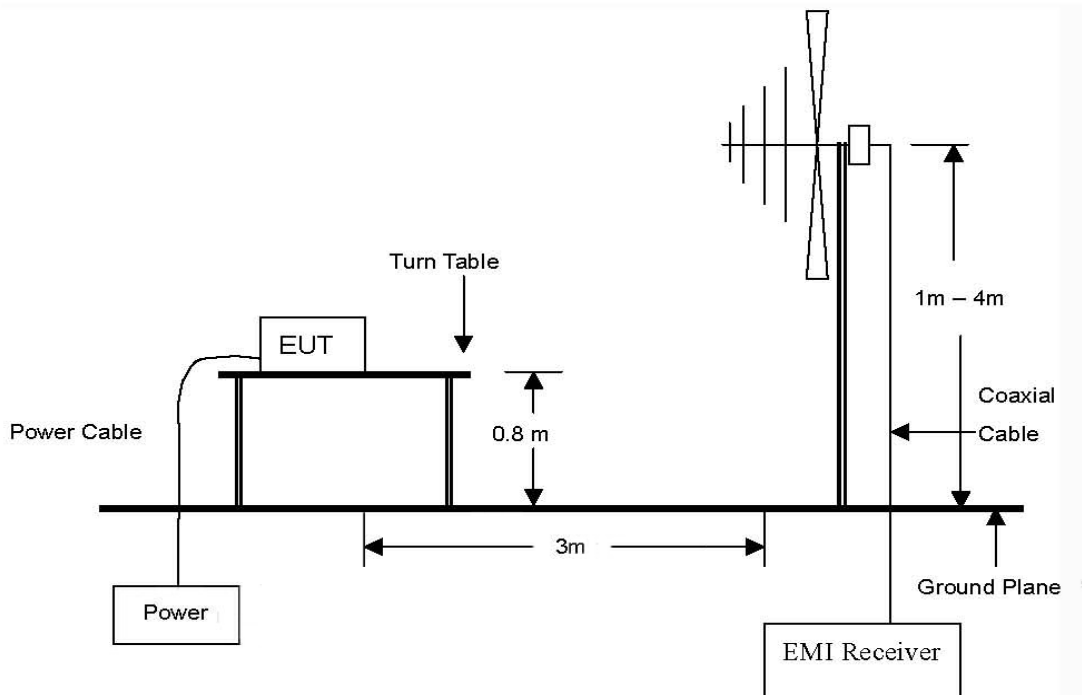 Turn Table
1m – 4m
EUT
Coaxial
Cable
Power Cable
0.8 m
3m
Ground Plane
Power
EMI Receiver